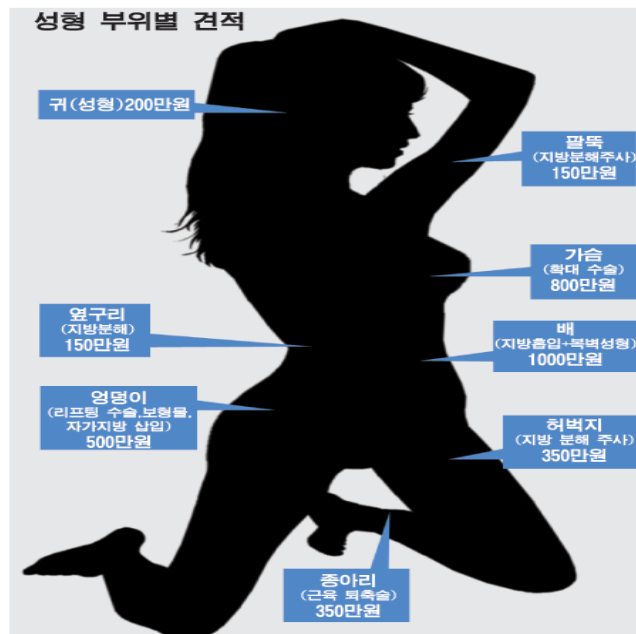 성형 부위별 견적
귀(성형)200만원
팔뚝
(지방분해주사)
150만원
가슴
(확대 수술)
800만원
옆구리
(지방분해)
150만원
배
(지방흡입+복벽성형)
1000만원
엉덩이
(리프팅 수술,보형물,
자가지방 삽입)
500만원
허벅지
(지방 분해 주사)
350만원
종아리
(근육 퇴축술)
350만원